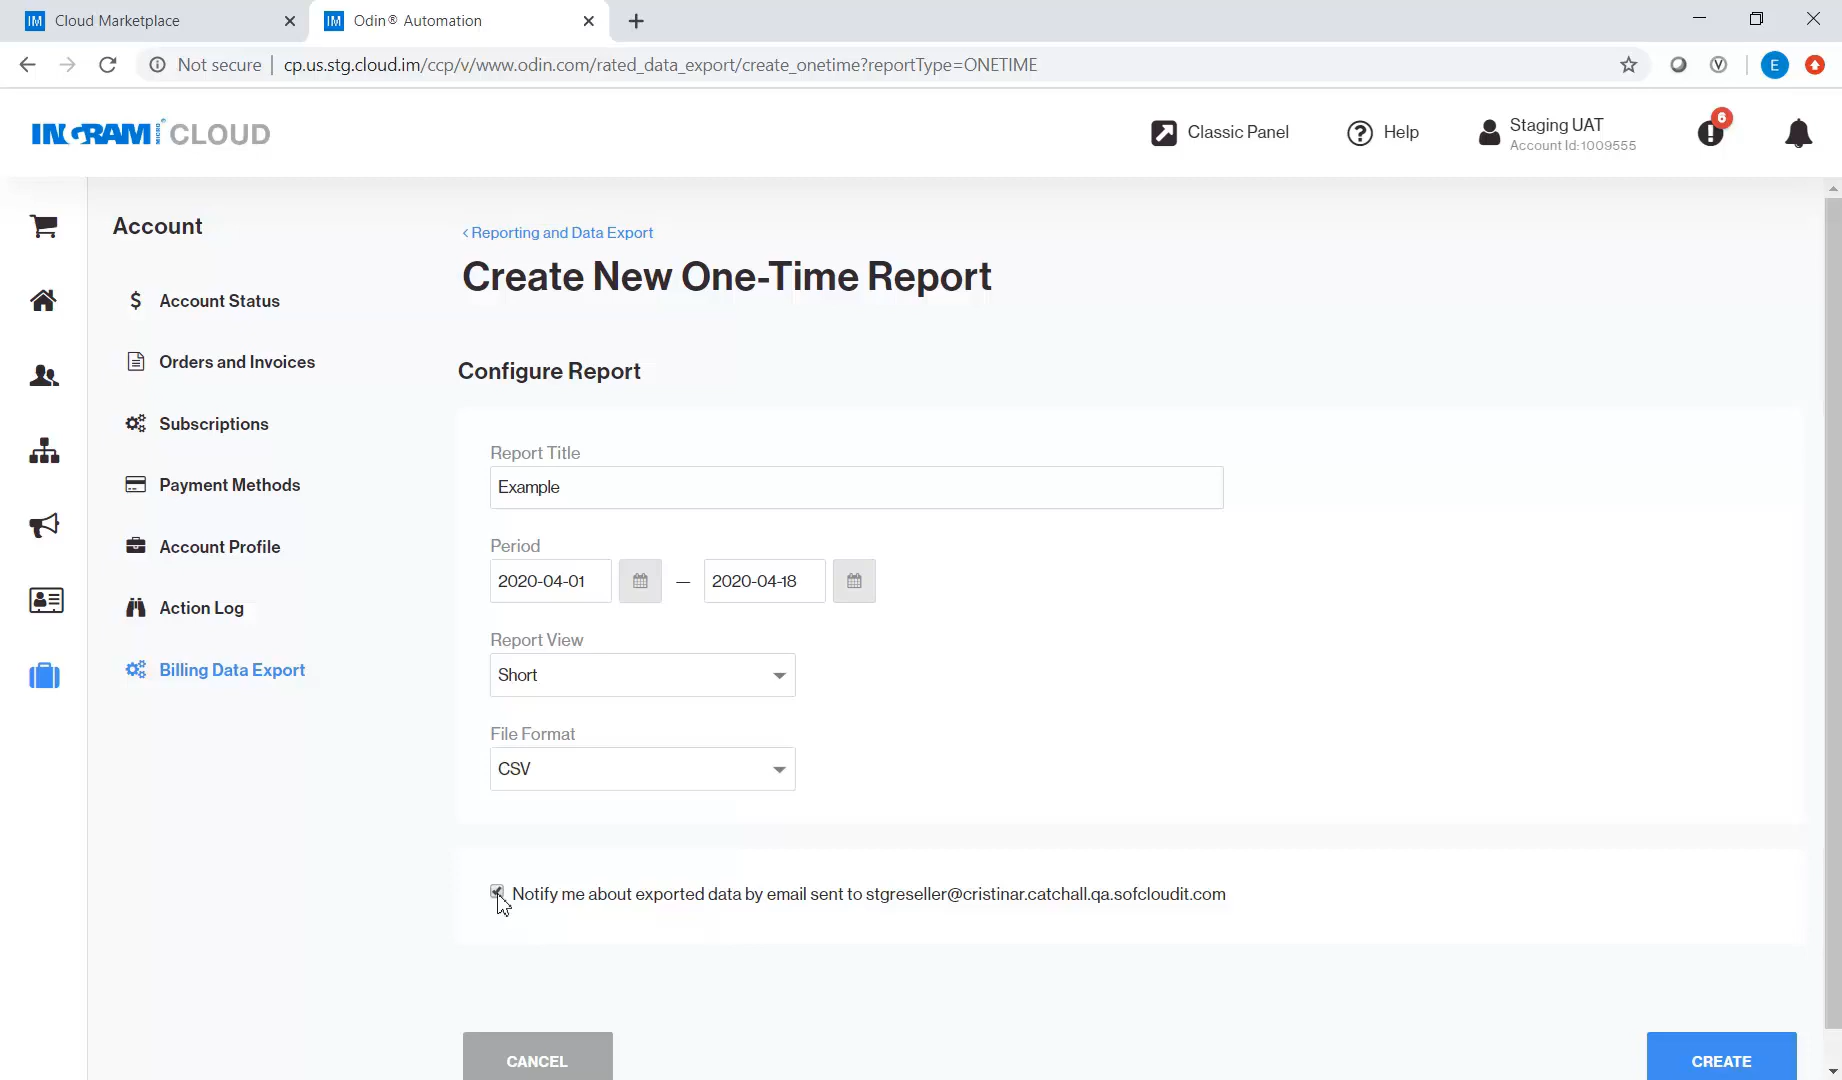 IM Cloud Marketplace
IM Odin® Automation
Not secure | cp.us.stg.cloud.im/ccp/v/www.odin.com/rated_data_export/create_onetime?reportType=ONETIME
E
INGRAM MICRO® CLOUD
Classic Panel
Help
Staging UAT
Account Id:1009555
6
Account
Account Status
Orders and Invoices
Subscriptions
Payment Methods
Account Profile
Action Log
Billing Data Export
< Reporting and Data Export
Create New One-Time Report
Configure Report
Report Title
Example
Period
2020-04-01 — 2020-04-18
Report View
Short
File Format
CSV
Notify me about exported data by email sent to stgreseller@cristinar.catchall.qa.sofcloudit.com
CANCEL
CREATE